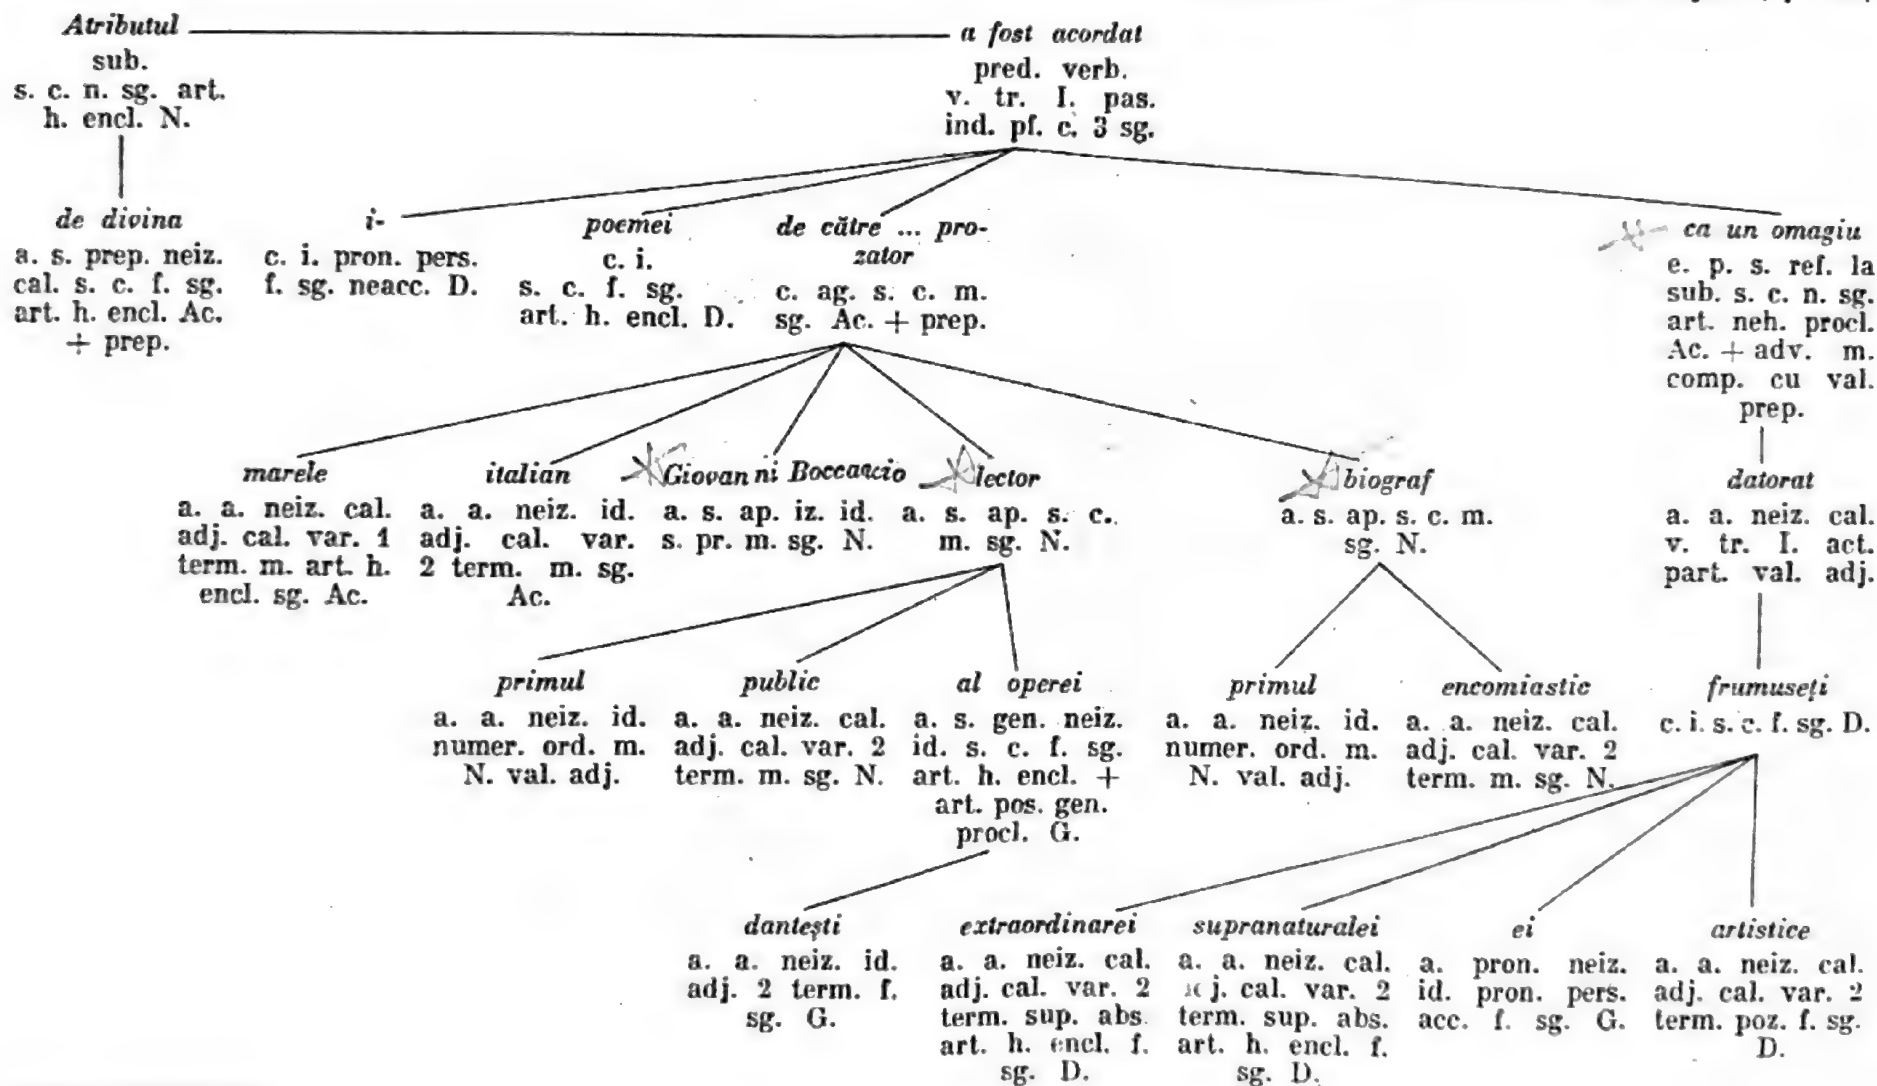 Atributul
sub.
s. c. n. sg. art.
h. encl. N.
a fost acordat
pred. verb.
v. tr. I. pas.
ind. pf. c. 3 sg.
de divina
a. s. prep. neiz.
cal. s. c. f. sg.
art. h. encl. Ac.
+ prep.
i-
c. i. pron. pers.
f. sg. neacc. D.
poemei
c. i.
s. c. f. sg.
art. h. encl. D.
de către ... pro-
zator
c. ag. s. c. m.
sg. Ac. + prep.
ca un omagiu
e. p. s. ref. la
sub. s. c. n. sg.
art. neh. procl.
Ac. + adv. m.
comp. cu val.
prep.
marele
a. a. neiz. cal.
adj. cal. var. 1
term. m. art. h.
encl. sg. Ac.
italian
a. a. neiz. id.
adj. cal. var.
2 term. m. sg.
Ac.
Giovanni Boccaccio
a. s. ap. iz. id.
s. pr. m. sg. N.
lector
a. s. ap. s. c.
m. sg. N.
biograf
a. s. ap. s. c. m.
sg. N.
datorat
a. a. neiz. cal.
v. tr. I. act.
part. val. adj.
primul
a. a. neiz. id.
numer. ord. m.
N. val. adj.
public
a. a. neiz. cal.
adj. cal. var. 2
term. m. sg. N.
al operei
a. s. gen. neiz.
id. s. c. f. sg.
art. h. encl. +
art. pos. gen.
procl. G.
primul
a. a. neiz. id.
numer. ord. m.
N. val. adj.
encomiastic
a. a. neiz. cal.
adj. cal. var. 2
term. m. sg. N.
frumuseți
c. i. s. c. f. sg. D.
dantești
a. a. neiz. id.
adj. 2 term. f.
sg. G.
extraordinarei
a. a. neiz. cal.
adj. cal. var. 2
term. sup. abs.
art. h. encl. f.
sg. D.
supranaturalei
a. a. neiz. cal.
j. cal. var. 2
term. sup. abs.
art. h. encl. f.
sg. D.
ei
a. pron. neiz.
id. pron. pers.
acc. f. sg. G.
artistice
a. a. neiz. cal.
adj. cal. var. 2
term. poz. f. sg.
D.